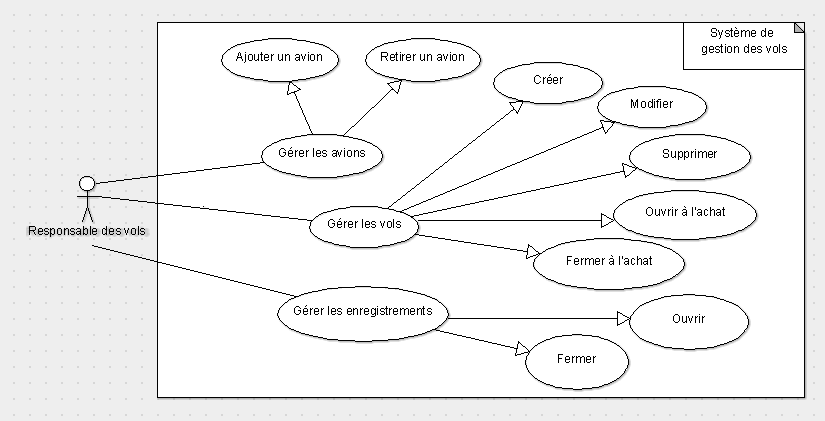 Système de
gestion des vols
Ajouter un avion
Retirer un avion
Créer
Modifier
Gérer les avions
Supprimer
Ouvrir à l'achat
Gérer les vols
Responsable des vols
Fermer à l'achat
Gérer les enregistrements
Ouvrir
Fermer